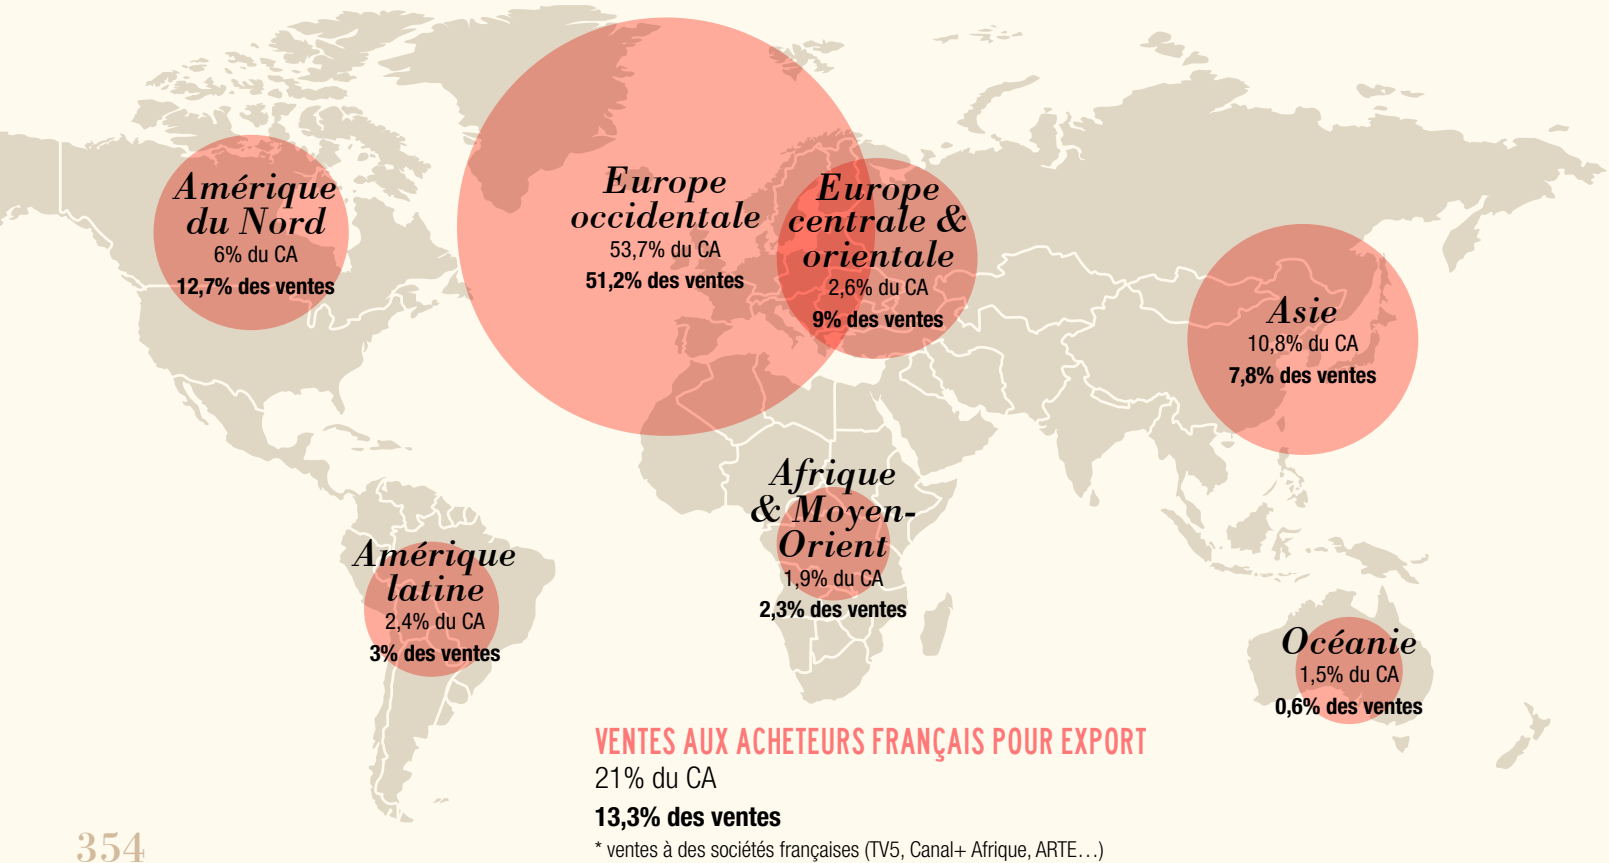 Amérique
du Nord
6% du CA
12,7% des ventes
Europe
occidentale
53,7% du CA
51,2% des ventes
Europe
centrale &
orientale
2,6% du CA
9% des ventes
Asie
10,8% du CA
7,8% des ventes
Afrique
& Moyen-
Orient
1,9% du CA
2,3% des ventes
Amérique
latine
2,4% du CA
3% des ventes
Océanie
1,5% du CA
0,6% des ventes
VENTES AUX ACHETEURS FRANÇAIS POUR EXPORT
21% du CA
13,3% des ventes
* ventes à des sociétés françaises (TV5, Canal+ Afrique, ARTE…)
354